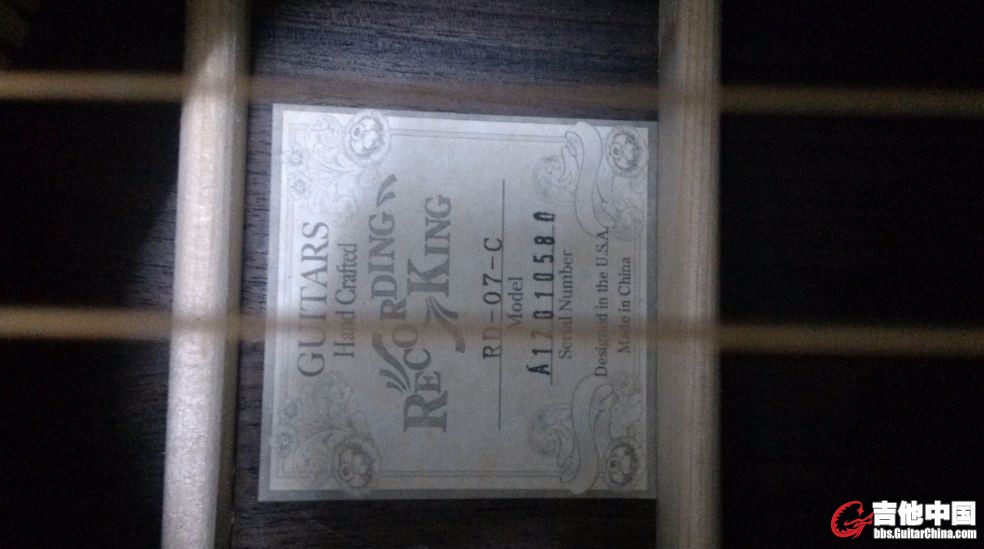 GUITARS
Hand Crafted
RECORDING
KING
RD-07-C
Model
A17010580
Serial Number
Designed in the U.S.A.
Made in China
吉他中国
bbs.GuitarChina.com